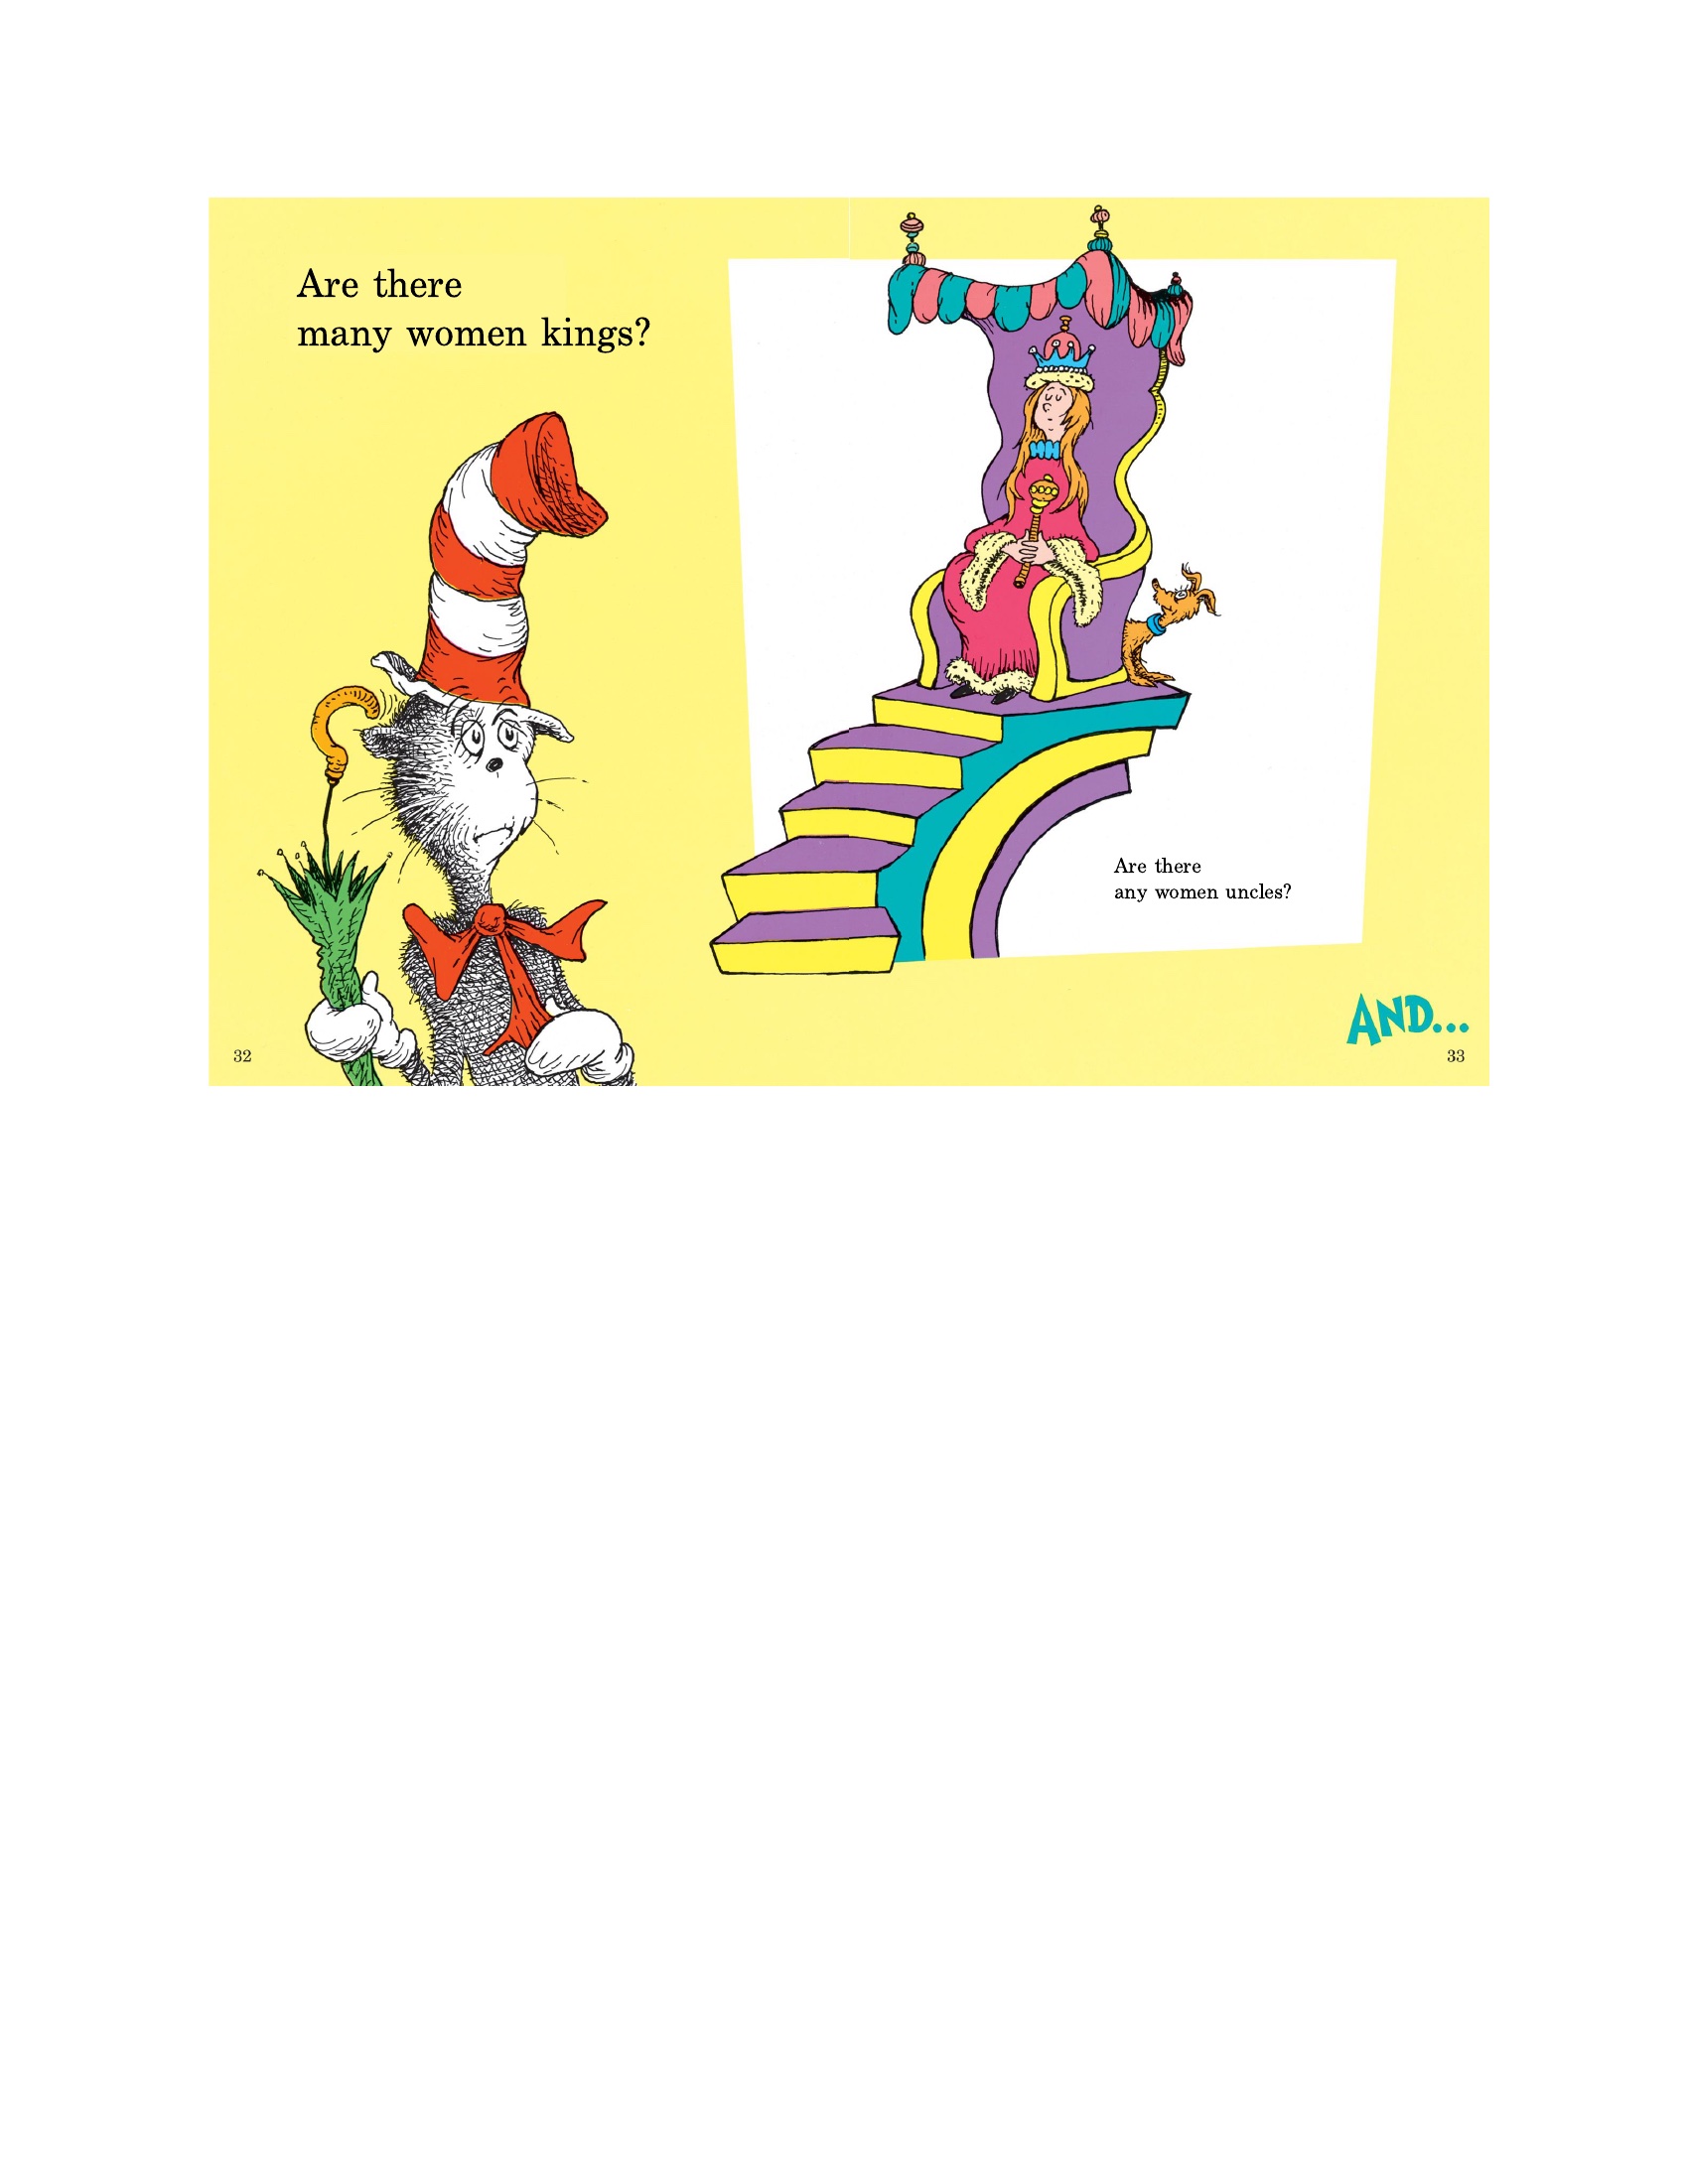 Are there
many women kings?
Are there
any women uncles?
AND...
32
33